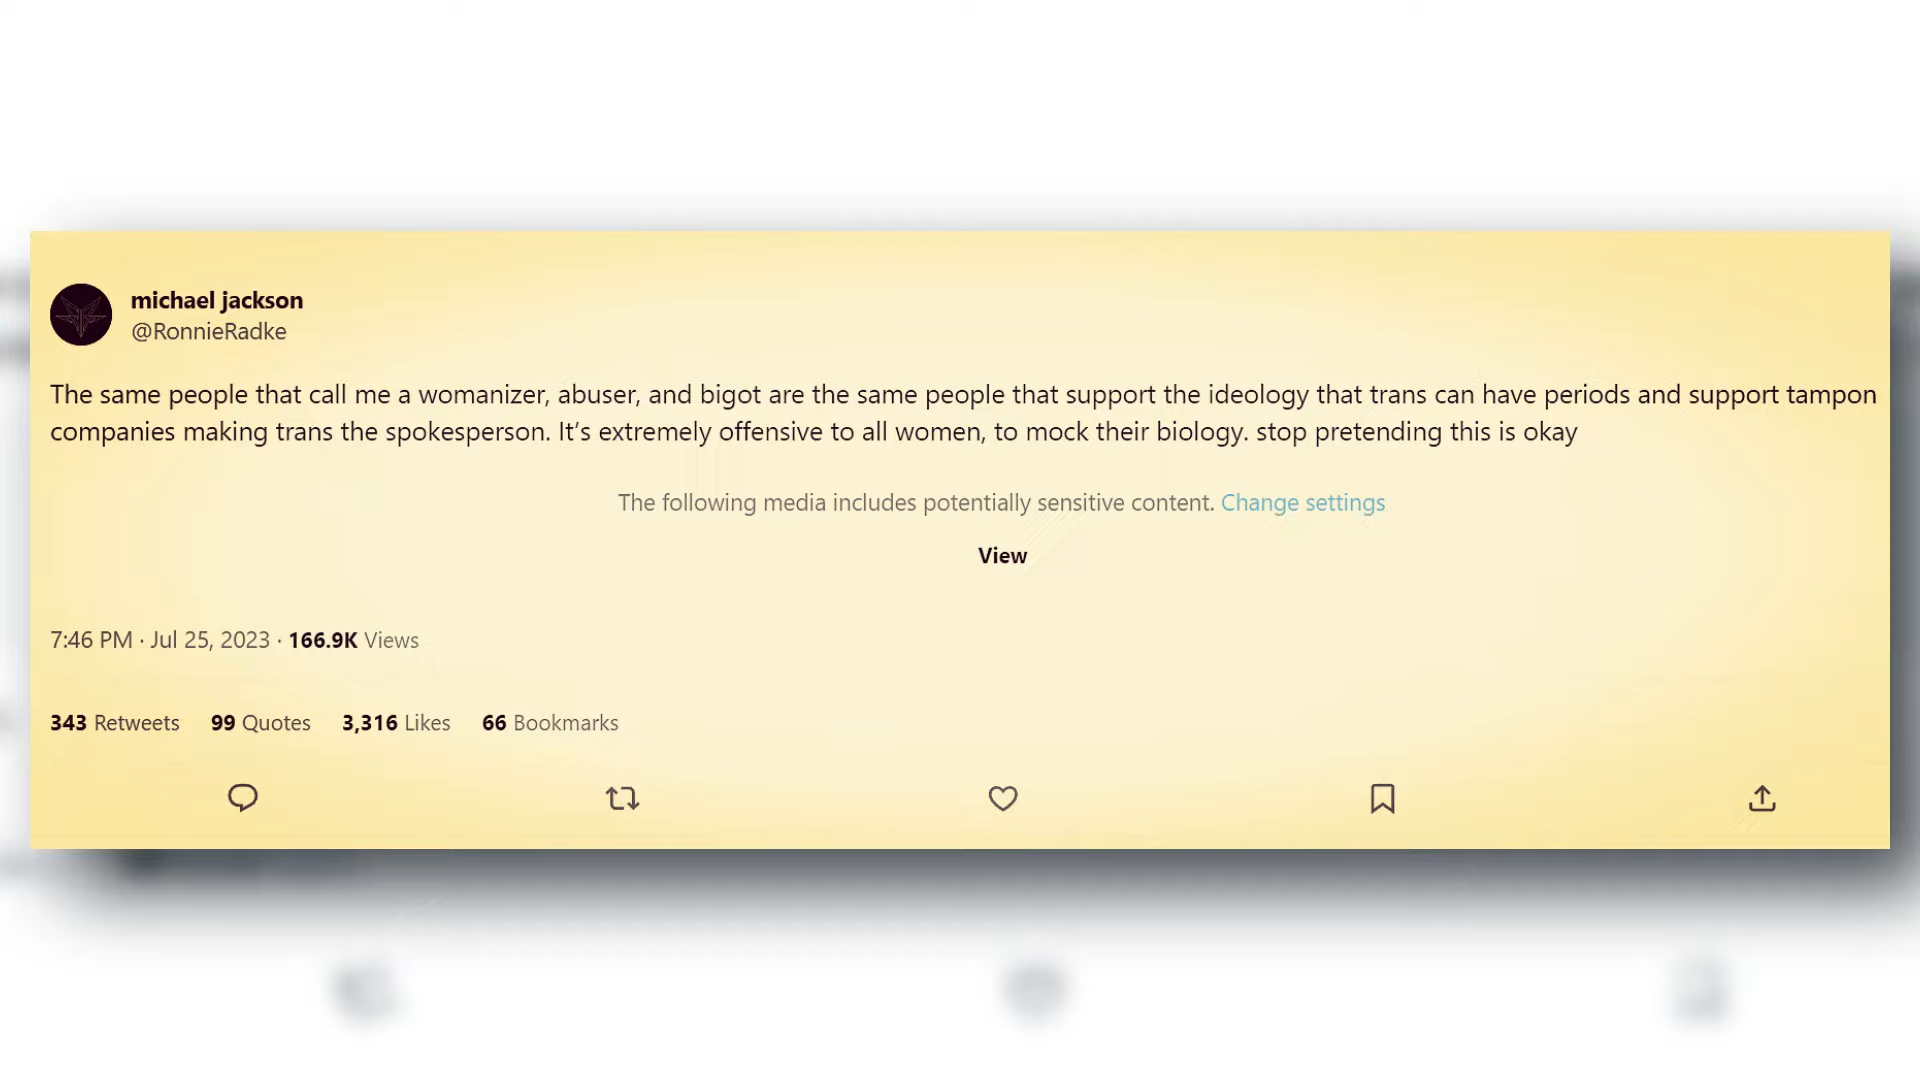 michael jackson
@RonnieRadke
The same people that call me a womanizer, abuser, and bigot are the same people that support the ideology that trans can have periods and support tampon
companies making trans the spokesperson. It’s extremely offensive to all women, to mock their biology. stop pretending this is okay
The following media includes potentially sensitive content. Change settings
View
7:46 PM · Jul 25, 2023 · 166.9K Views
343 Retweets 99 Quotes 3,316 Likes 66 Bookmarks